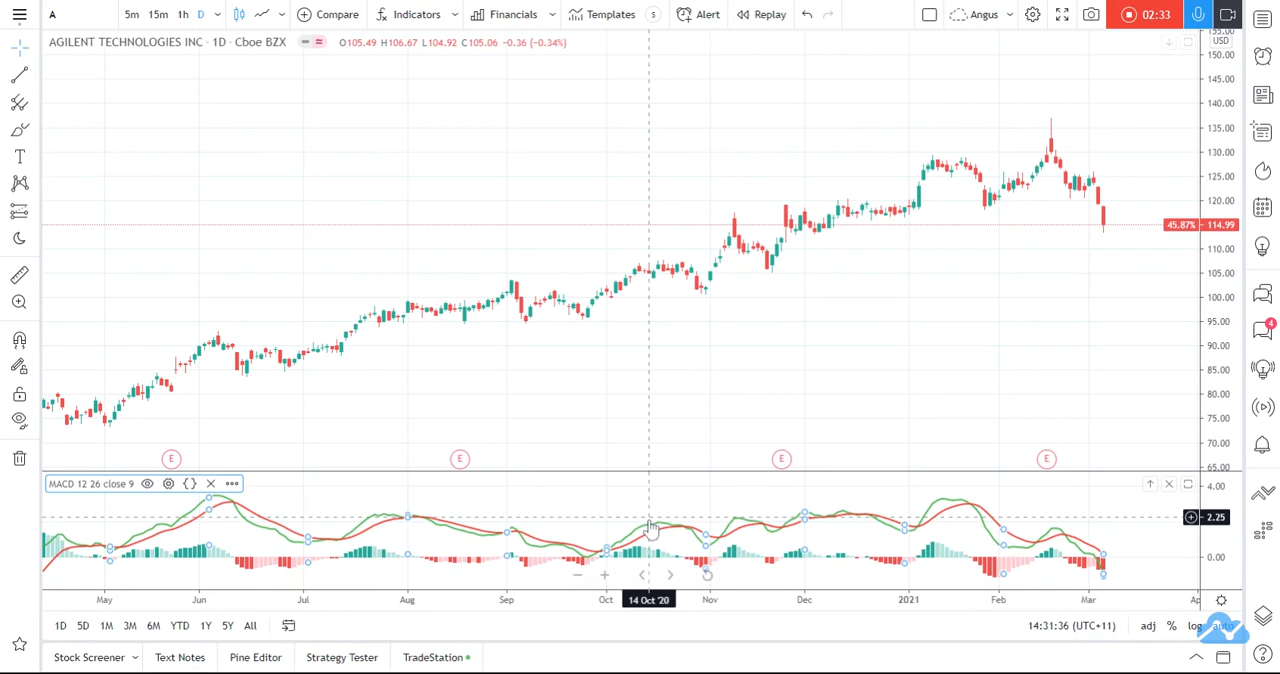 A 5m 15m 1h D Compare Indicators Financials Templates S Alert Replay Angus 02:33
AGILENT TECHNOLOGIES INC · 1D · Cboe BZX O105.49 H106.67 L104.92 C105.06 -0.36 (-0.34%)
155.00
USD
150.00
145.00
140.00
135.00
130.00
125.00
120.00
45.87% 114.99
110.00
105.00
100.00
95.00
90.00
85.00
80.00
75.00
70.00
65.00
E E E E
MACD 12 26 close 9
4.00
2.25
0.00
May Jun Jul Aug Sep Oct 14 Oct '20 Nov Dec 2021 Feb Mar Ap
1D 5D 1M 3M 6M YTD 1Y 5Y All 14:31:36 (UTC+11) adj % log auto
Stock Screener Text Notes Pine Editor Strategy Tester TradeStation
4